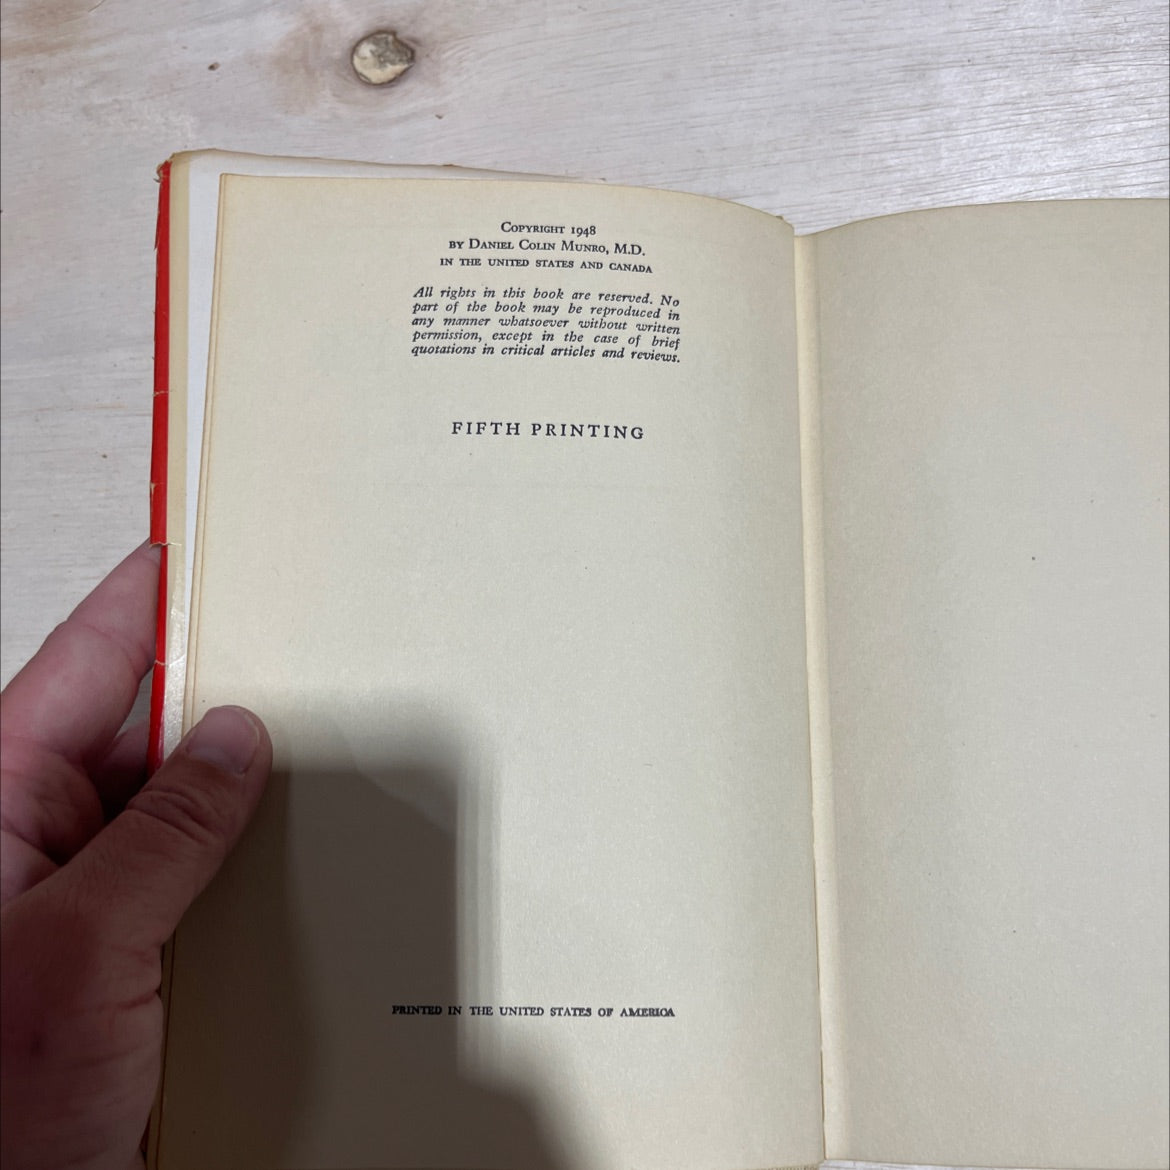 Copyright 1948
by Daniel Colin Munro, M.D.
in the united states and canada
All rights in this book are reserved. No
part of the book may be reproduced in
any manner whatsoever without written
permission, except in the case of brief
quotations in critical articles and reviews.
FIFTH PRINTING
PRINTED IN THE UNITED STATES OF AMERICA